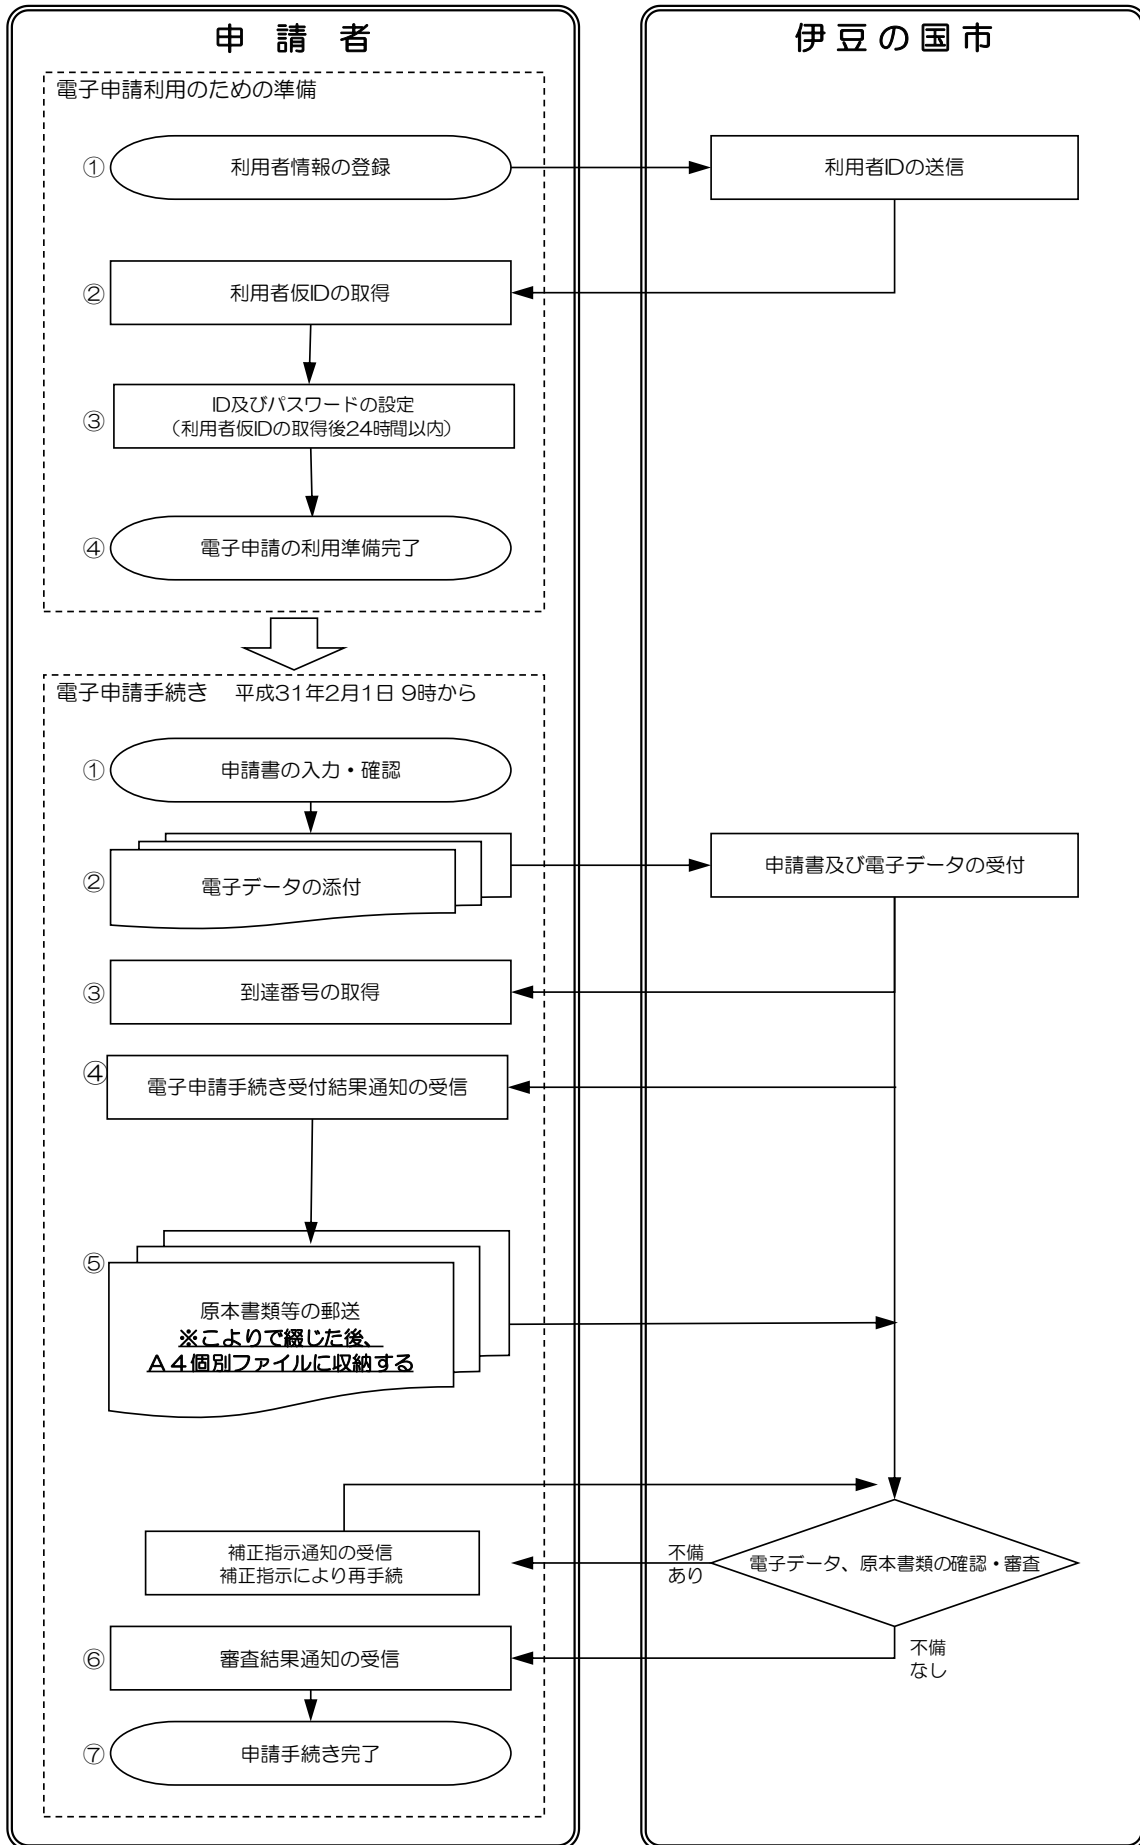 申請者
伊豆の国市
電子申請利用のための準備
① 利用者情報の登録
利用者IDの送信
② 利用者仮IDの取得
③ ID及びパスワードの設定
（利用者仮IDの取得後24時間以内）
④ 電子申請の利用準備完了
電子申請手続き 平成31年2月1日 9時から
① 申請書の入力・確認
② 電子データの添付
申請書及び電子データの受付
③ 到達番号の取得
④ 電子申請手続き受付結果通知の受信
⑤ 原本書類等の郵送
※こよりで綴じた後、
Ａ４個別ファイルに収納する
補正指示通知の受信
補正指示により再手続
不備
あり
電子データ、原本書類の確認・審査
不備
なし
⑥ 審査結果通知の受信
⑦ 申請手続き完了